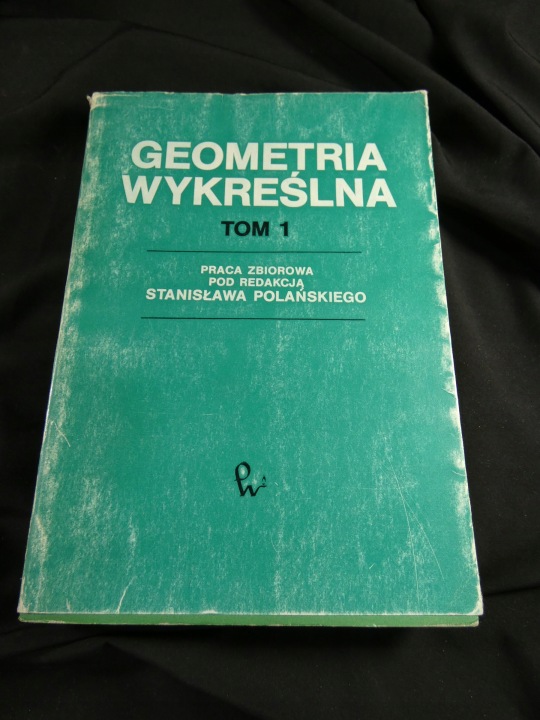 GEOMETRIA
WYKREŚLNA
TOM 1
PRACA ZBIOROWA
POD REDAKCJĄ
STANISŁAWA POLAŃSKIEGO